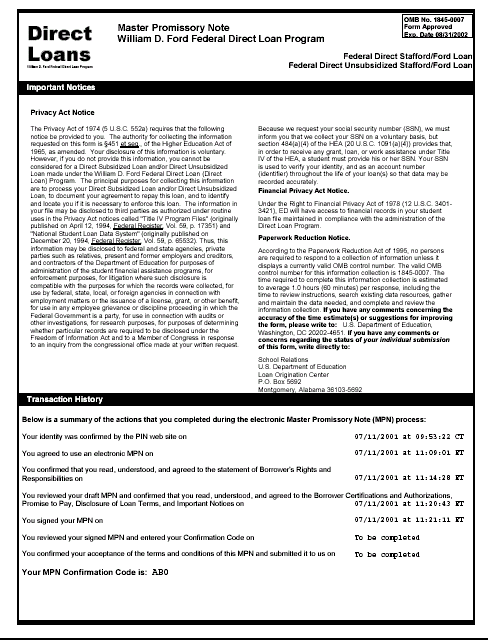 Direct
Loans
William D. Ford Federal Direct Loan Program
Master Promissory Note
William D. Ford Federal Direct Loan Program
OMB No. 1845-0007
Form Approved
Exp. Date 08/31/2002
Federal Direct Stafford/Ford Loan
Federal Direct Unsubsidized Stafford/Ford Loan
Important Notices
Privacy Act Notice
The Privacy Act of 1974 (5 U.S.C. 552a) requires that the following
notice be provided to you. The authority for collecting the information
requested on this form is §451 et seq., of the Higher Education Act of
1965, as amended. Your disclosure of this information is voluntary.
However, if you do not provide this information, you cannot be
considered for a Direct Subsidized Loan and/or Direct Unsubsidized
Loan made under the William D. Ford Federal Direct Loan (Direct
Loan) Program. The principal purposes for collecting this information
are to process your Direct Subsidized Loan and/or Direct Unsubsidized
Loan, to document your agreement to repay this loan, and to identify
and locate you if it is necessary to enforce this loan. The information in
your file may be disclosed to third parties as authorized under routine
uses in the Privacy Act notices called "Title IV Program Files" (originally
published on April 12, 1994, Federal Register, Vol. 59, p. 17351) and
"National Student Loan Data System" (originally published on
December 20, 1994, Federal Register, Vol. 59, p. 65532). Thus, this
information may be disclosed to federal and state agencies, private
parties such as relatives, present and former employers and creditors,
and contractors of the Department of Education for purposes of
administration of the student financial assistance programs, for
enforcement purposes, for litigation where such disclosure is
compatible with the purposes for which the records were collected, for
use by federal, state, local, or foreign agencies in connection with
employment matters or the issuance of a license, grant, or other benefit,
for use in any employee grievance or discipline proceeding in which the
Federal Government is a party, for use in connection with audits or
other investigations, for research purposes, for purposes of determining
whether particular records are required to be disclosed under the
Freedom of Information Act and to a Member of Congress in response
to an inquiry from the congressional office made at your written request.
Because we request your social security number (SSN), we must
inform you that we collect your SSN on a voluntary basis, but
section 484(a)(4) of the HEA (20 U.S.C. 1091(a)(4)) provides that,
in order to receive any grant, loan, or work assistance under Title
IV of the HEA, a student must provide his or her SSN. Your SSN
is used to verify your identity, and as an account number
(identifier) throughout the life of your loan(s) so that data may be
recorded accurately.
Financial Privacy Act Notice.
Under the Right to Financial Privacy Act of 1978 (12 U.S.C. 3401-
3421), ED will have access to financial records in your student
loan file maintained in compliance with the administration of the
Direct Loan Program.
Paperwork Reduction Notice.
According to the Paperwork Reduction Act of 1995, no persons
are required to respond to a collection of information unless it
displays a currently valid OMB control number. The valid OMB
control number for this information collection is 1845-0007. The
time required to complete this information collection is estimated
to average 1.0 hours (60 minutes) per response, including the
time to review instructions, search existing data resources, gather
and maintain the data needed, and complete and review the
information collection. If you have any comments concerning the
accuracy of the time estimate(s) or suggestions for improving
the form, please write to: U.S. Department of Education,
Washington, DC 20202-4651. If you have any comments or
concerns regarding the status of your individual submission
of this form, write directly to:
School Relations
U.S. Department of Education
Loan Origination Center
P.O. Box 5692
Montgomery, Alabama 36103-5692
Transaction History
Below is a summary of the actions that you completed during the electronic Master Promissory Note (MPN) process:
Your identity was confirmed by the PIN web site on 07/11/2001 at 09:53:22 CT
You agreed to use an electronic MPN on 07/11/2001 at 11:09:01 ET
You confirmed that you read, understood, and agreed to the statement of Borrower's Rights and
Responsibilities on 07/11/2001 at 11:14:28 ET
You reviewed your draft MPN and confirmed that you read, understood, and agreed to the Borrower Certifications and Authorizations,
Promise to Pay, Disclosure of Loan Terms, and Important Notices on 07/11/2001 at 11:20:43 ET
You signed your MPN on 07/11/2001 at 11:21:11 ET
You reviewed your signed MPN and entered your Confirmation Code on To be completed
You confirmed your acceptance of the terms and conditions of this MPN and submitted it to us on To be completed
Your MPN Confirmation Code is: AB0